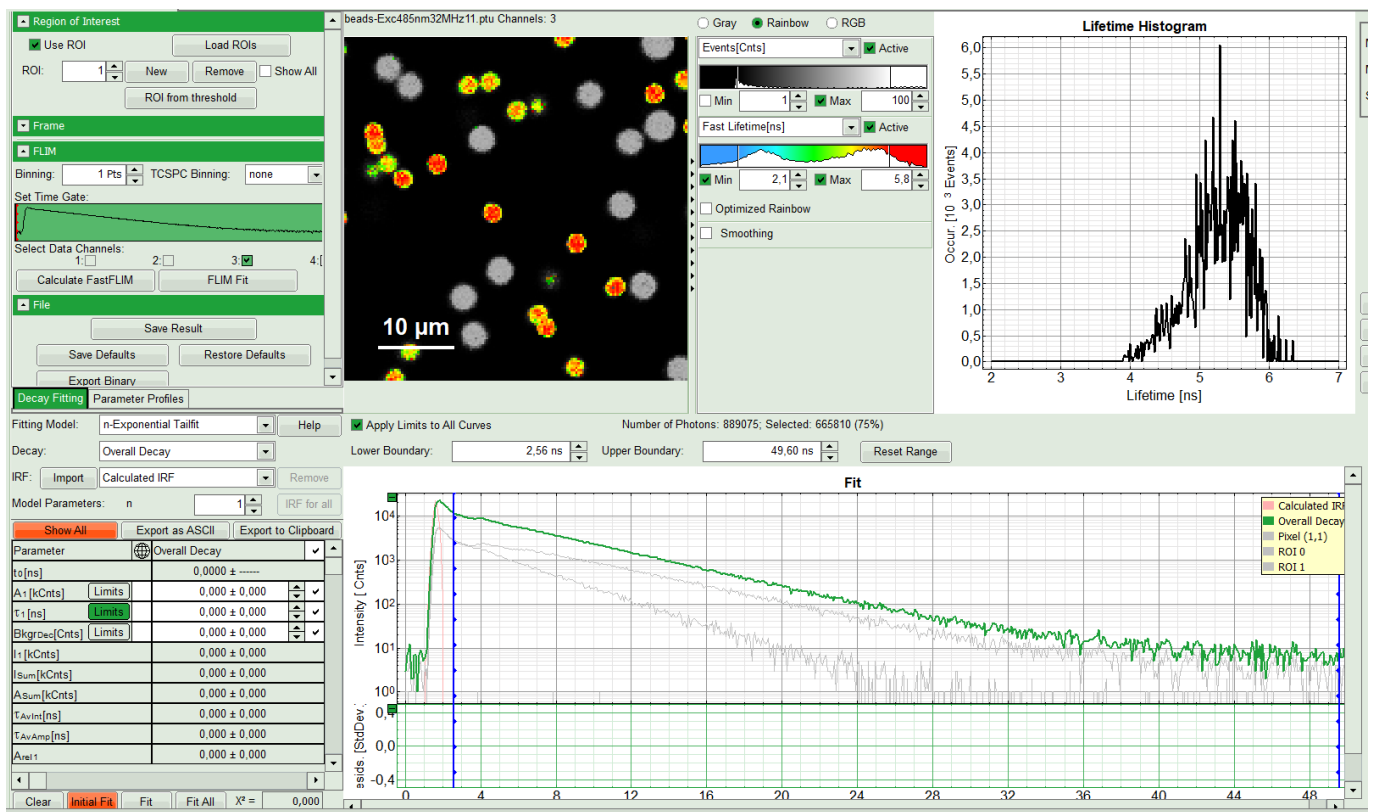 Region of Interest
Use ROI
Load ROIs
ROI:
1
New
Remove
Show All
ROI from threshold
Frame
FLIM
Binning:
1 Pts
TCSPC Binning:
none
Set Time Gate:
Select Data Channels:
1:
2:
3:
4:
Calculate FastFLIM
FLIM Fit
File
Save Result
Save Defaults
Restore Defaults
Export Binary
beads-Exc485nm32MHz11.ptu Channels: 3
10 µm
Gray
Rainbow
RGB
Events[Cnts]
Active
Min
1
Max
100
Fast Lifetime[ns]
Active
Min
2,1
Max
5,8
Optimized Rainbow
Smoothing
Lifetime Histogram
Occur. [10 3 Events]
6,0
5,5
5,0
4,5
4,0
3,5
3,0
2,5
2,0
1,5
1,0
0,5
0,0
2
3
4
5
6
7
Lifetime [ns]
Decay Fitting
Parameter Profiles
Fitting Model:
n-Exponential Tailfit
Help
Decay:
Overall Decay
IRF:
Import
Calculated IRF
Remove
Model Parameters:
n
1
IRF for all
Show All
Export as ASCII
Export to Clipboard
Parameter
Overall Decay
to[ns]
0,0000 ± ------
A1[kCnts]
Limits
0,000 ± 0,000
τ1[ns]
Limits
0,000 ± 0,000
BkgrDec[Cnts]
Limits
0,000 ± 0,000
I1[kCnts]
0,000 ± 0,000
ISum[kCnts]
0,000 ± 0,000
ASum[kCnts]
0,000 ± 0,000
τAvInt[ns]
0,000 ± 0,000
τAvAmp[ns]
0,000 ± 0,000
Arel1
0,000 ± 0,000
Clear
Initial Fit
Fit
Fit All
X² =
0,000
Apply Limits to All Curves
Number of Photons: 889075; Selected: 665810 (75%)
Lower Boundary:
2,56 ns
Upper Boundary:
49,60 ns
Reset Range
Fit
Intensity [ Cnts]
104
103
102
101
100
Calculated IRF
Overall Decay
Pixel (1,1)
ROI 0
ROI 1
esids. [StdDev.
0,4
0,0
-0,4
0
4
8
12
16
20
24
28
32
36
40
44
48